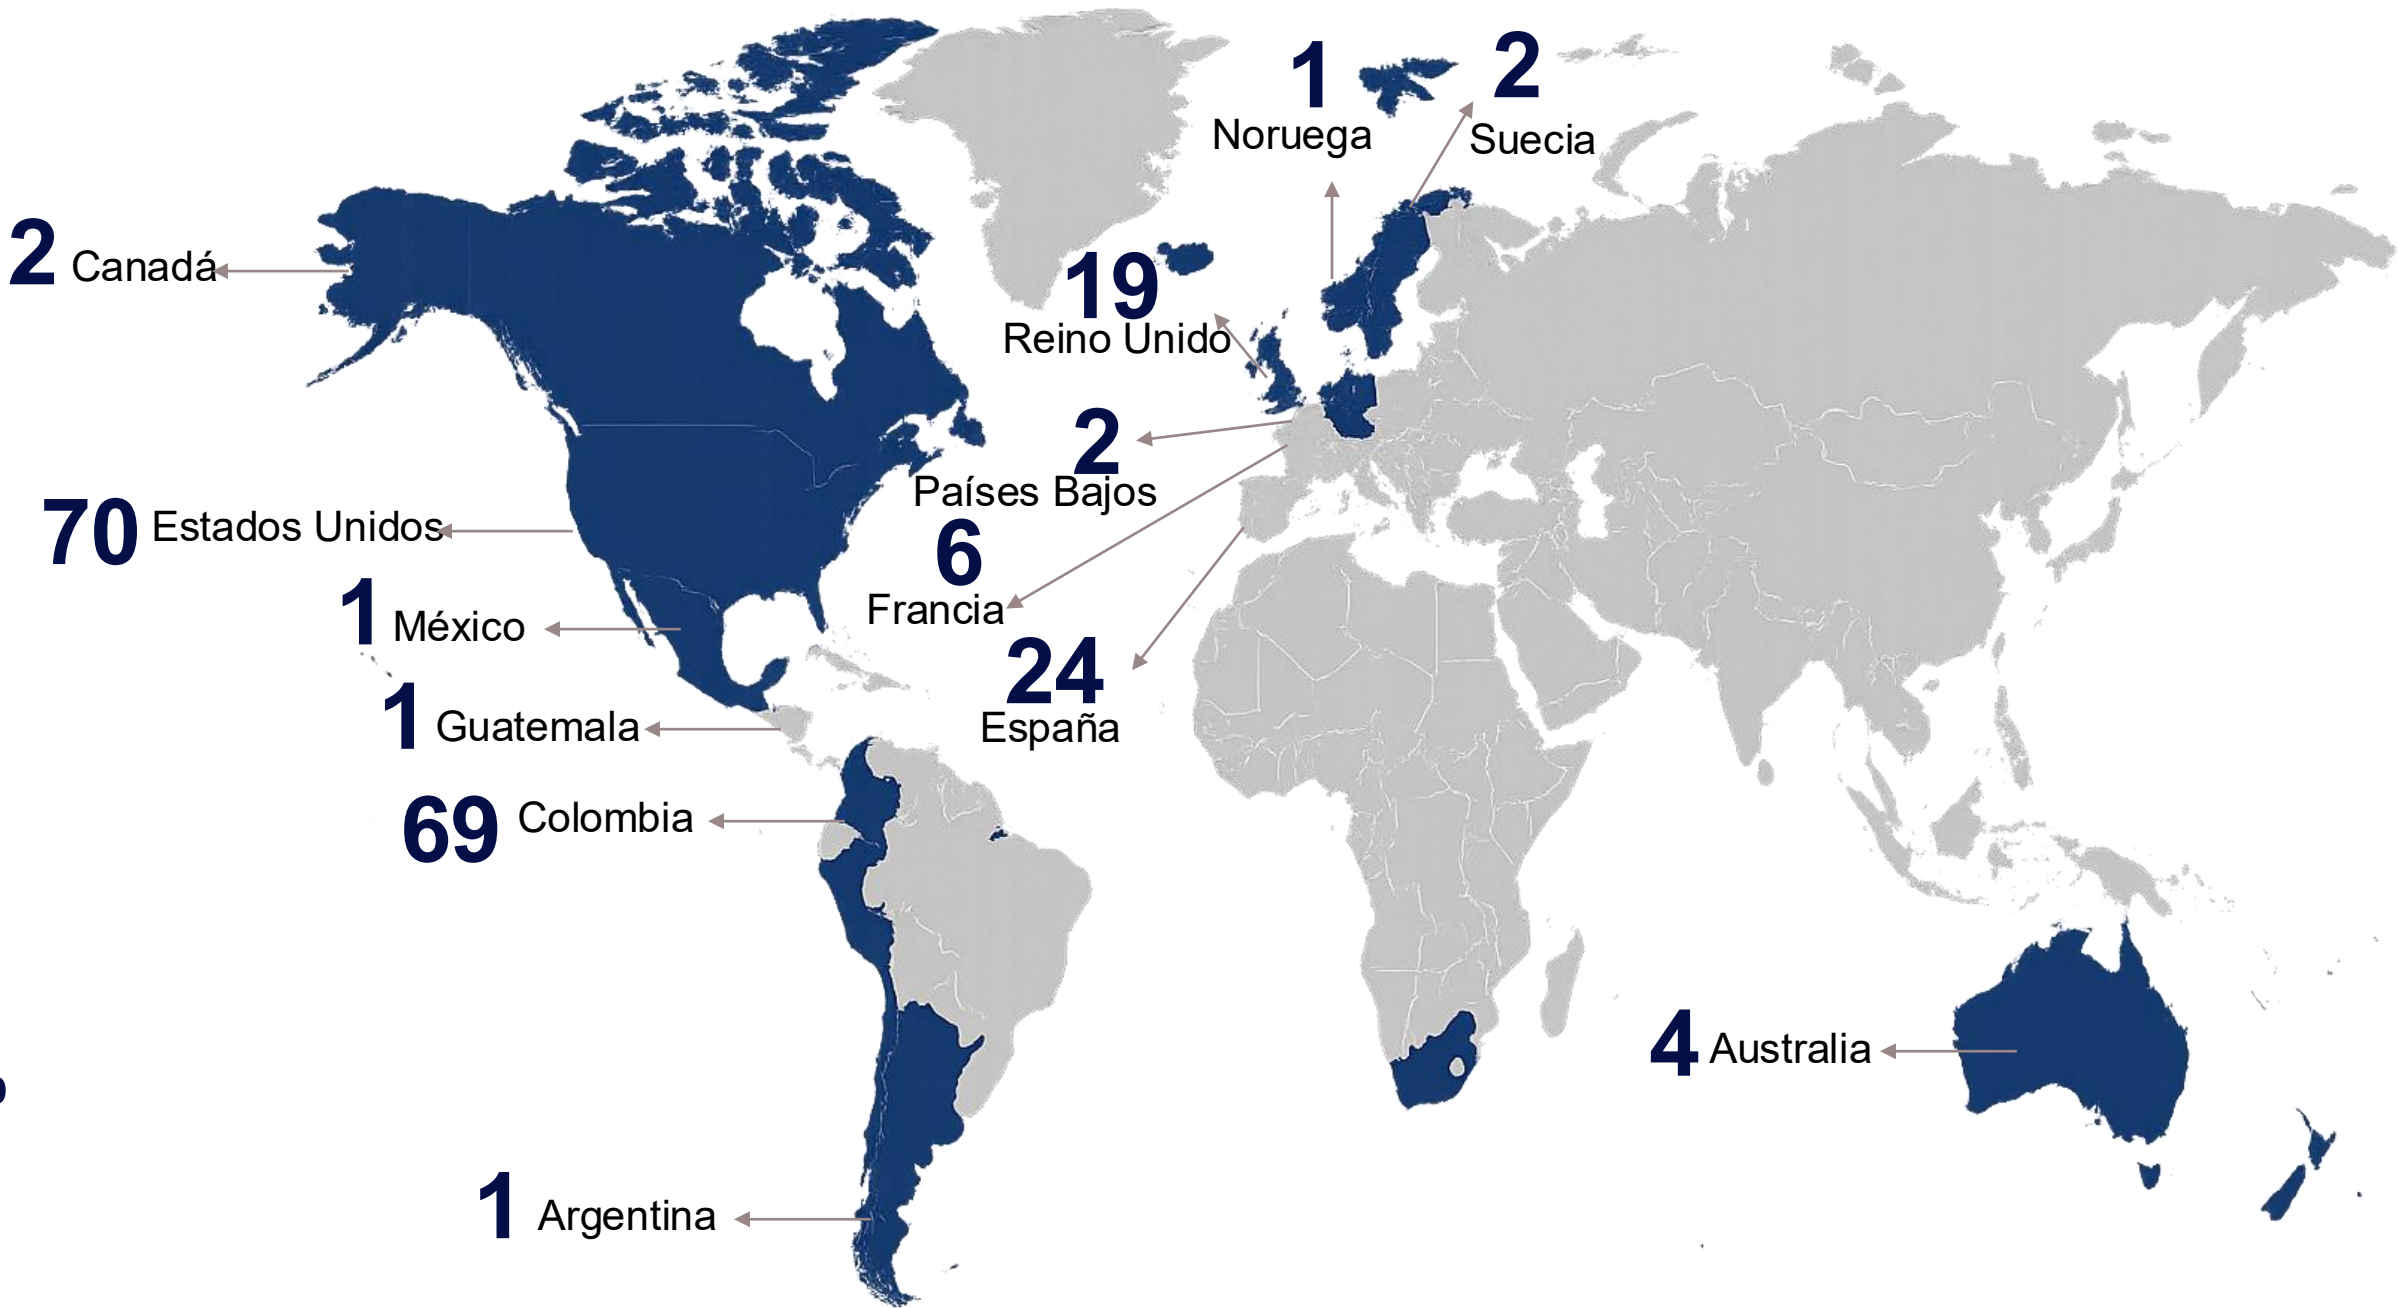 1
Noruega
2
Suecia
2 Canadá
19
Reino Unido
2
Países Bajos
70 Estados Unidos
6
Francia
1 México
24
España
1 Guatemala
69 Colombia
4 Australia
1 Argentina